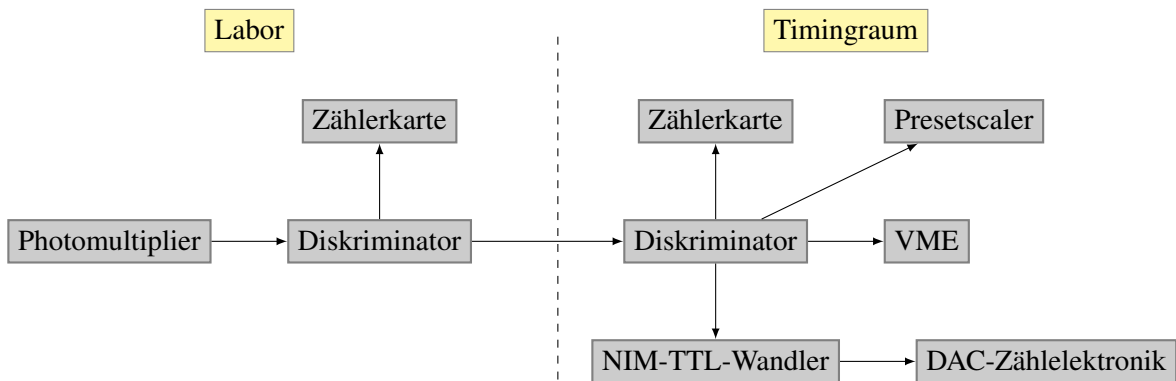 Labor
Timingraum
Zählerkarte
Zählerkarte
Presetscaler
Photomultiplier
Diskriminator
Diskriminator
VME
NIM-TTL-Wandler
DAC-Zählelektronik